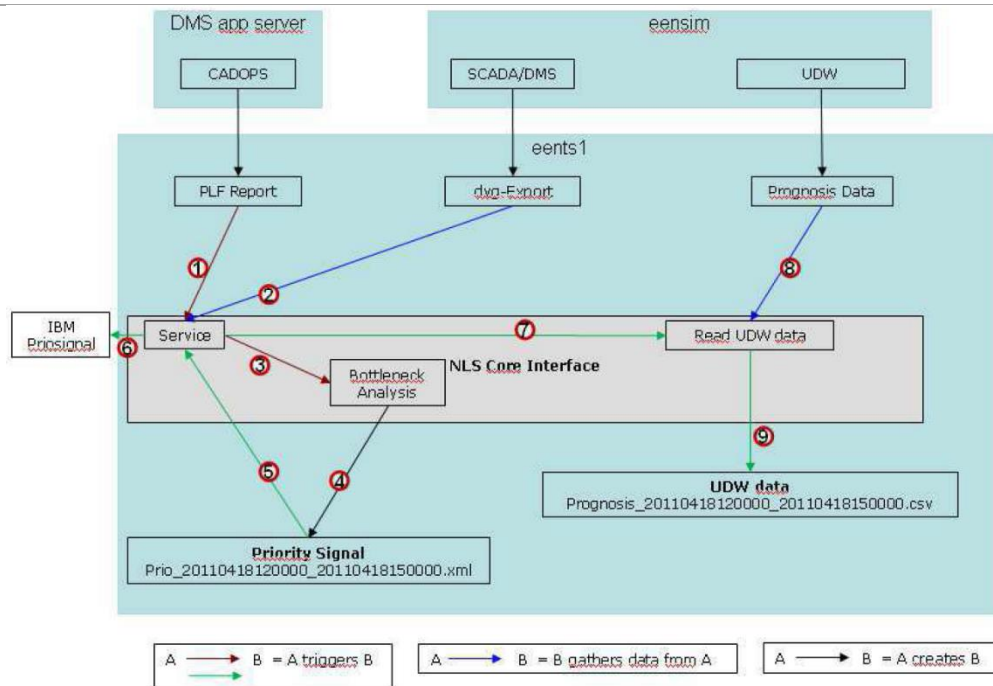 DMS app server
eensim
CADOPS
SCADA/DMS
UDW
eents1
PLF Report
dvg-Export
Prognosis Data
1
2
8
IBM
Priosignal
6
Service
7
Read UDW data
3
NLS Core Interface
Bottleneck
Analysis
5
4
9
UDW data
Prognosis_20110418120000_20110418150000.csv
Priority Signal
Prio_20110418120000_20110418150000.xml
A B = A triggers B
A B = B gathers data from A
A B = A creates B